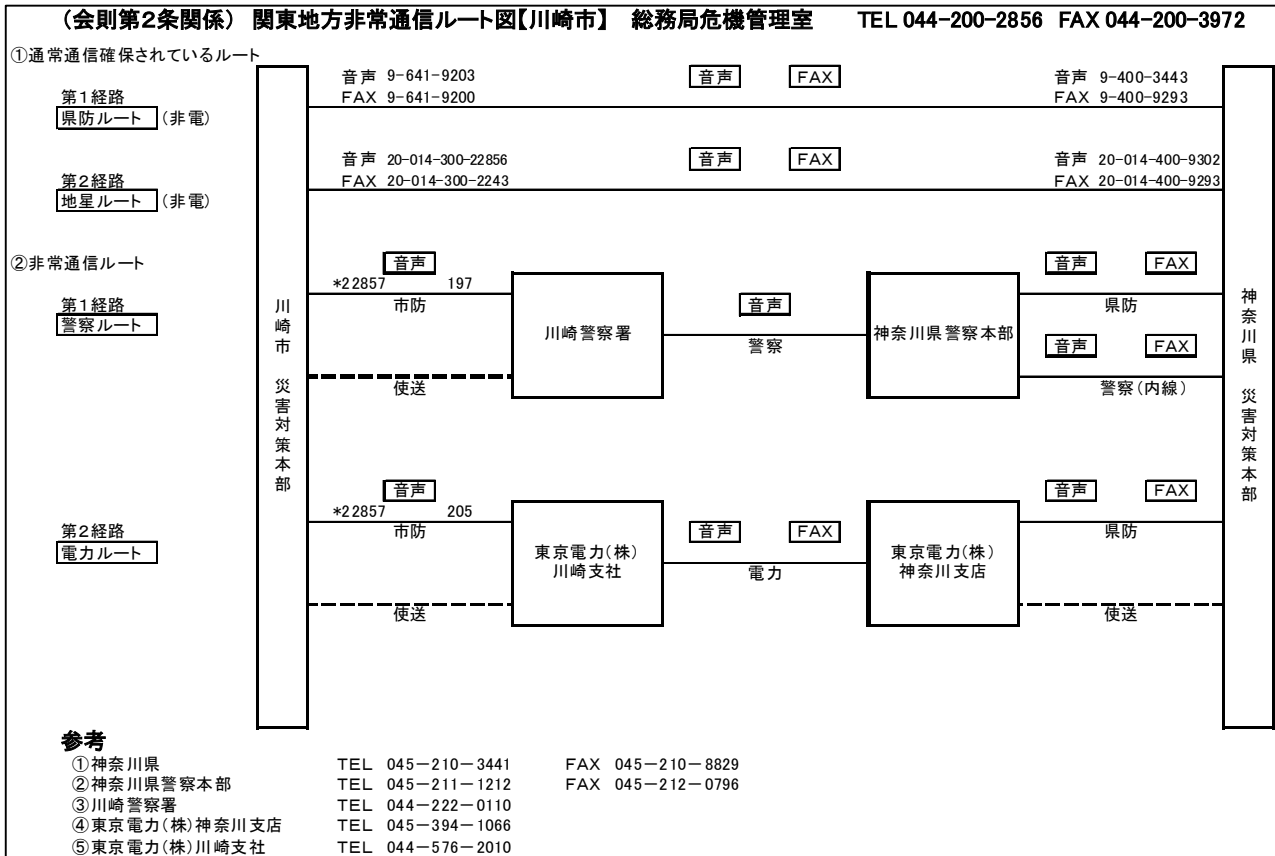 （会則第2条関係） 関東地方非常通信ルート図【川崎市】 総務局危機管理室 TEL 044-200-2856 FAX 044-200-3972
①通常通信確保されているルート
第1経路
県防ルート （非電）
音声 9-641-9203
FAX 9-641-9200
音声 FAX
音声 9-400-3443
FAX 9-400-9293
第2経路
地星ルート （非電）
音声 20-014-300-22856
FAX 20-014-300-2243
音声 FAX
音声 20-014-400-9302
FAX 20-014-400-9293
②非常通信ルート
第1経路
警察ルート
川崎市 災害対策本部
音声
*22857 197
市防
使送
川崎警察署
音声
警察
神奈川県警察本部
音声 FAX
県防
音声 FAX
警察（内線）
神奈川県 災害対策本部
第2経路
電力ルート
音声
*22857 205
市防
使送
東京電力（株）
川崎支社
音声 FAX
電力
東京電力（株）
神奈川支店
音声 FAX
県防
使送
参考
①神奈川県 TEL 045－210－3441 FAX 045－210－8829
②神奈川県警察本部 TEL 045－211－1212 FAX 045－212－0796
③川崎警察署 TEL 044－222－0110
④東京電力（株）神奈川支店 TEL 045－394－1066
⑤東京電力（株）川崎支社 TEL 044－576－2010